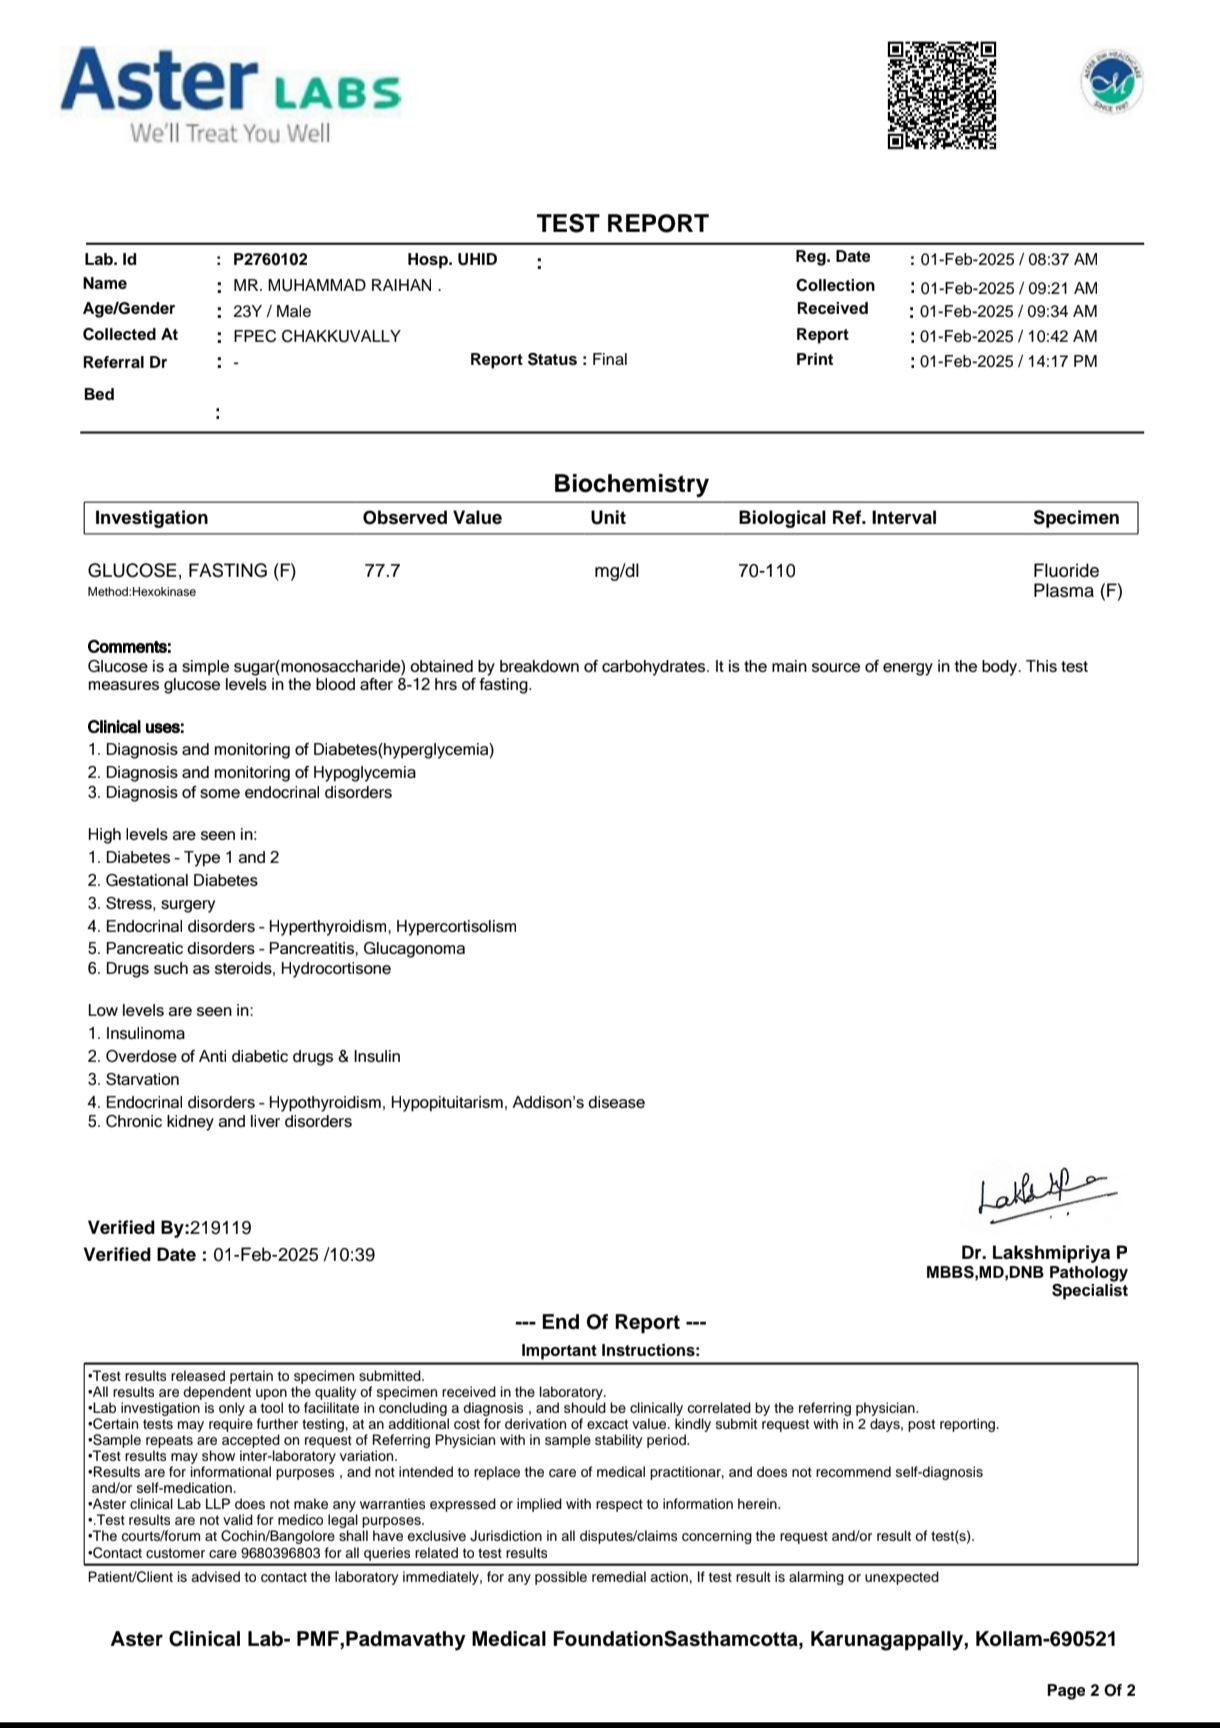 Aster LABS
We'll Treat You Well
ASTER DM HEALTHCARE
SINCE 1987
TEST REPORT
Lab. Id : P2760102 Hosp. UHID : Reg. Date : 01-Feb-2025 / 08:37 AM
Name : MR. MUHAMMAD RAIHAN . Collection : 01-Feb-2025 / 09:21 AM
Age/Gender : 23Y / Male Received : 01-Feb-2025 / 09:34 AM
Collected At : FPEC CHAKKUVALLY Report : 01-Feb-2025 / 10:42 AM
Referral Dr : - Report Status : Final Print : 01-Feb-2025 / 14:17 PM
Bed :
Biochemistry
Investigation Observed Value Unit Biological Ref. Interval Specimen
GLUCOSE, FASTING (F) 77.7 mg/dl 70-110 Fluoride
Method:Hexokinase Plasma (F)
Comments:
Glucose is a simple sugar(monosaccharide) obtained by breakdown of carbohydrates. It is the main source of energy in the body. This test
measures glucose levels in the blood after 8-12 hrs of fasting.
Clinical uses:
1. Diagnosis and monitoring of Diabetes(hyperglycemia)
2. Diagnosis and monitoring of Hypoglycemia
3. Diagnosis of some endocrinal disorders
High levels are seen in:
1. Diabetes - Type 1 and 2
2. Gestational Diabetes
3. Stress, surgery
4. Endocrinal disorders - Hyperthyroidism, Hypercortisolism
5. Pancreatic disorders - Pancreatitis, Glucagonoma
6. Drugs such as steroids, Hydrocortisone
Low levels are seen in:
1. Insulinoma
2. Overdose of Anti diabetic drugs & Insulin
3. Starvation
4. Endocrinal disorders - Hypothyroidism, Hypopituitarism, Addison's disease
5. Chronic kidney and liver disorders
Verified By:219119
Verified Date : 01-Feb-2025 /10:39
Dr. Lakshmipriya P
MBBS,MD,DNB Pathology
Specialist
--- End Of Report ---
Important Instructions:
•Test results released pertain to specimen submitted.
•All results are dependent upon the quality of specimen received in the laboratory.
•Lab investigation is only a tool to faciilitate in concluding a diagnosis , and should be clinically correlated by the referring physician.
•Certain tests may require further testing, at an additional cost for derivation of excact value. kindly submit request with in 2 days, post reporting.
•Sample repeats are accepted on request of Referring Physician with in sample stability period.
•Test results may show inter-laboratory variation.
•Results are for informational purposes , and not intended to replace the care of medical practitionar, and does not recommend self-diagnosis
and/or self-medication.
•Aster clinical Lab LLP does not make any warranties expressed or implied with respect to information herein.
•.Test results are not valid for medico legal purposes.
•The courts/forum at Cochin/Bangolore shall have exclusive Jurisdiction in all disputes/claims concerning the request and/or result of test(s).
•Contact customer care 9680396803 for all queries related to test results
Patient/Client is advised to contact the laboratory immediately, for any possible remedial action, If test result is alarming or unexpected
Aster Clinical Lab- PMF,Padmavathy Medical FoundationSasthamcotta, Karunagappally, Kollam-690521
Page 2 Of 2